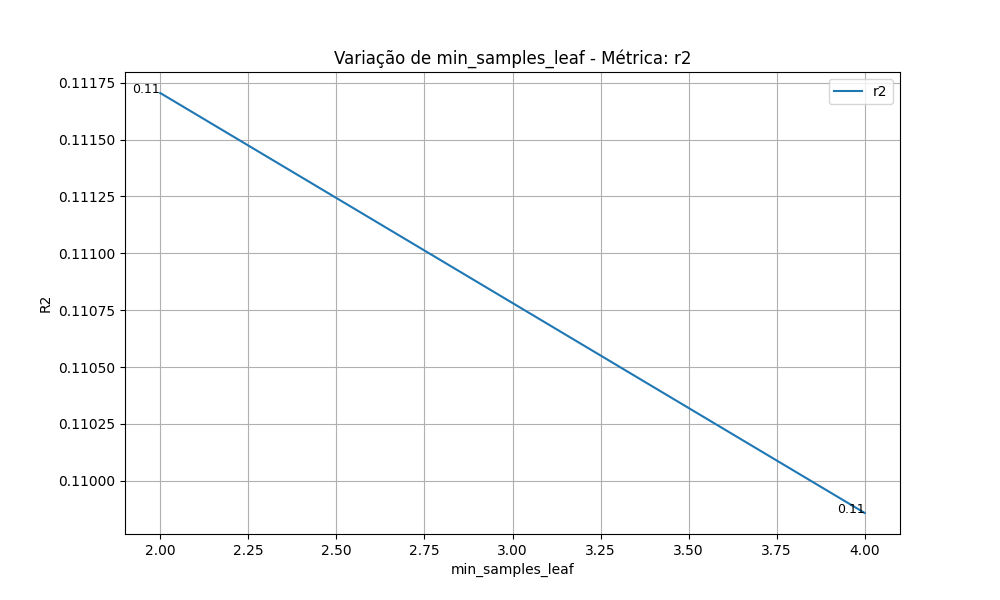 Variação de min_samples_leaf - Métrica: r2
r2
0.11
0.11
R2
0.11175
0.11150
0.11125
0.11100
0.11075
0.11050
0.11025
0.11000
2.00 2.25 2.50 2.75 3.00 3.25 3.50 3.75 4.00
min_samples_leaf